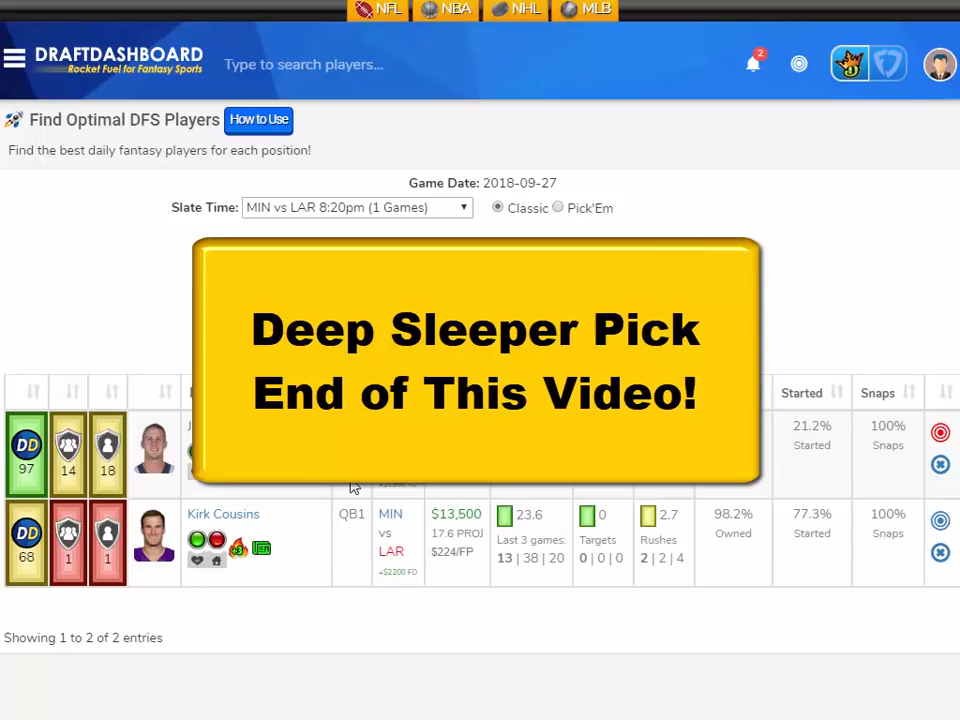 NFL NBA NHL MLB
DRAFTDASHBOARD
Rocket Fuel for Fantasy Sports
Type to search players...
2
Find Optimal DFS Players How to Use
Find the best daily fantasy players for each position!
Game Date: 2018-09-27
Slate Time: MIN vs LAR 8:20pm (1 Games) Classic Pick'Em
Deep Sleeper Pick
End of This Video!
Started Snaps
DD 97 14 18 21.2% Started 100% Snaps
DD 68 1 1 Kirk Cousins +3 QB1 MIN vs LAR +$2200 FD $13,500 17.6 PROJ $224/FP 23.6 Last 3 games: 13 | 38 | 20 0 Targets 0 | 0 | 0 2.7 Rushes 2 | 2 | 4 98.2% Owned 77.3% Started 100% Snaps
Showing 1 to 2 of 2 entries